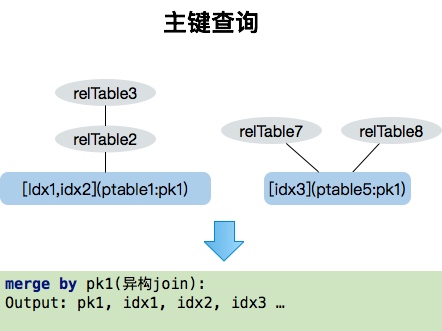 主键查询
relTable3
relTable2
relTable7
relTable8
[Idx1,idx2](ptable1:pk1)
[idx3](ptable5:pk1)
merge by pk1(异构join):
Output: pk1, idx1, idx2, idx3 …